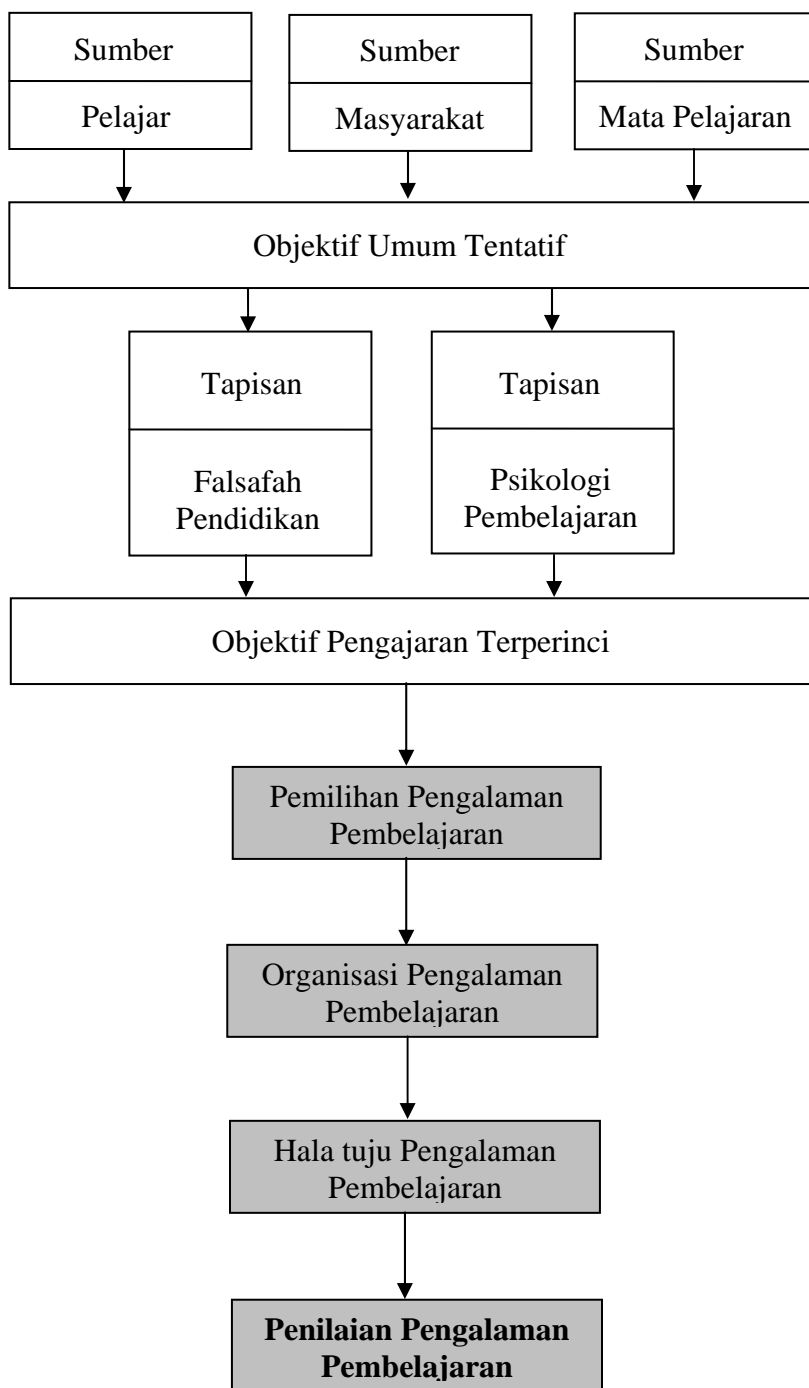 Sumber
Pelajar
Sumber
Masyarakat
Sumber
Mata Pelajaran
Objektif Umum Tentatif
Tapisan
Falsafah
Pendidikan
Tapisan
Psikologi
Pembelajaran
Objektif Pengajaran Terperinci
Pemilihan Pengalaman
Pembelajaran
Organisasi Pengalaman
Pembelajaran
Hala tuju Pengalaman
Pembelajaran
Penilaian Pengalaman
Pembelajaran